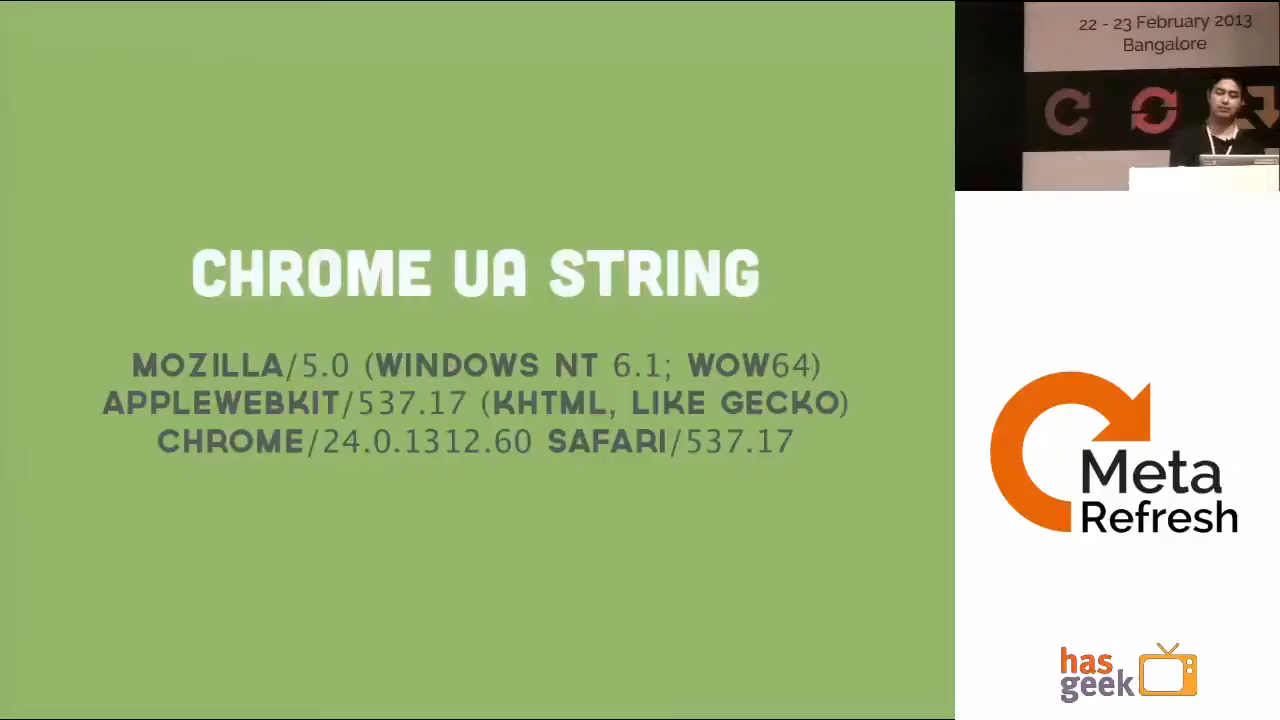 CHROME UA STRING
MOZILLA/5.0 (WINDOWS NT 6.1; WOW64)
APPLEWEBKIT/537.17 (KHTML, LIKE GECKO)
CHROME/24.0.1312.60 SAFARI/537.17
22 - 23 February 2013
Bangalore
Meta
Refresh
has
geek